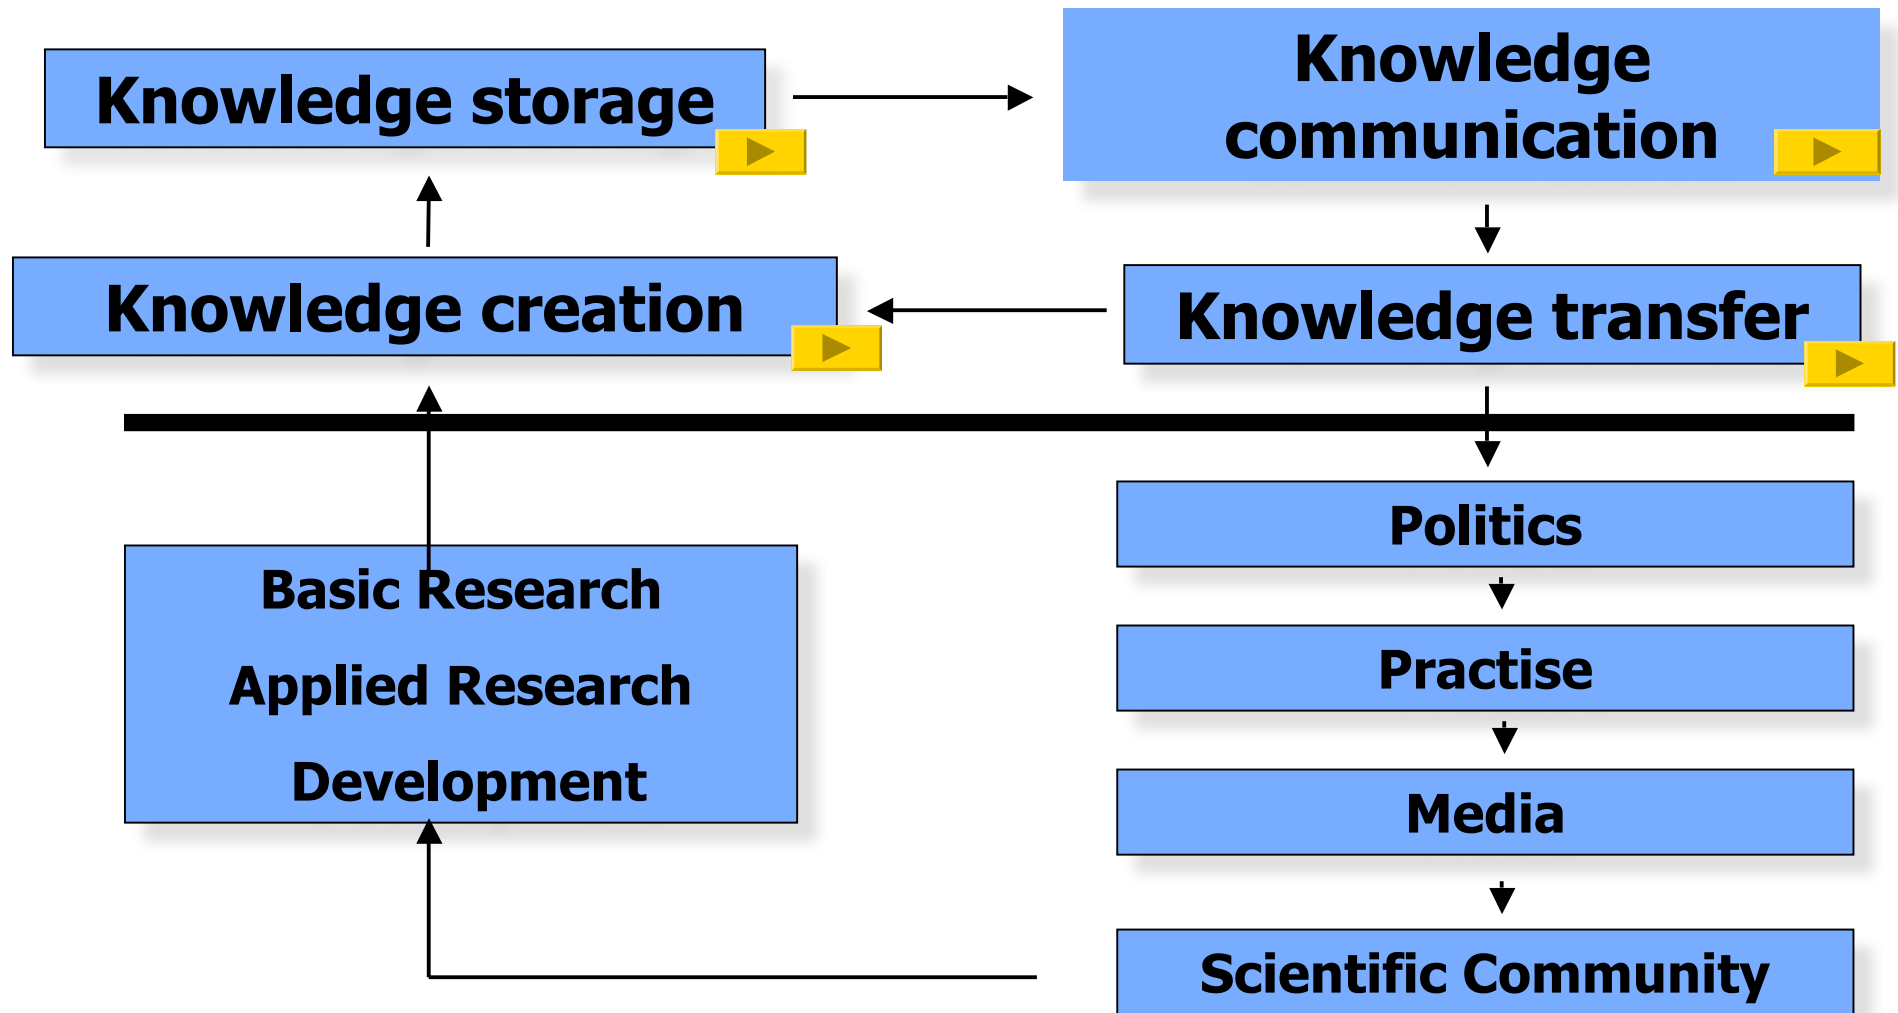 Knowledge storage
Knowledge
communication
Knowledge creation
Knowledge transfer
Politics
Basic Research
Practise
Applied Research
Development
Media
Scientific Community